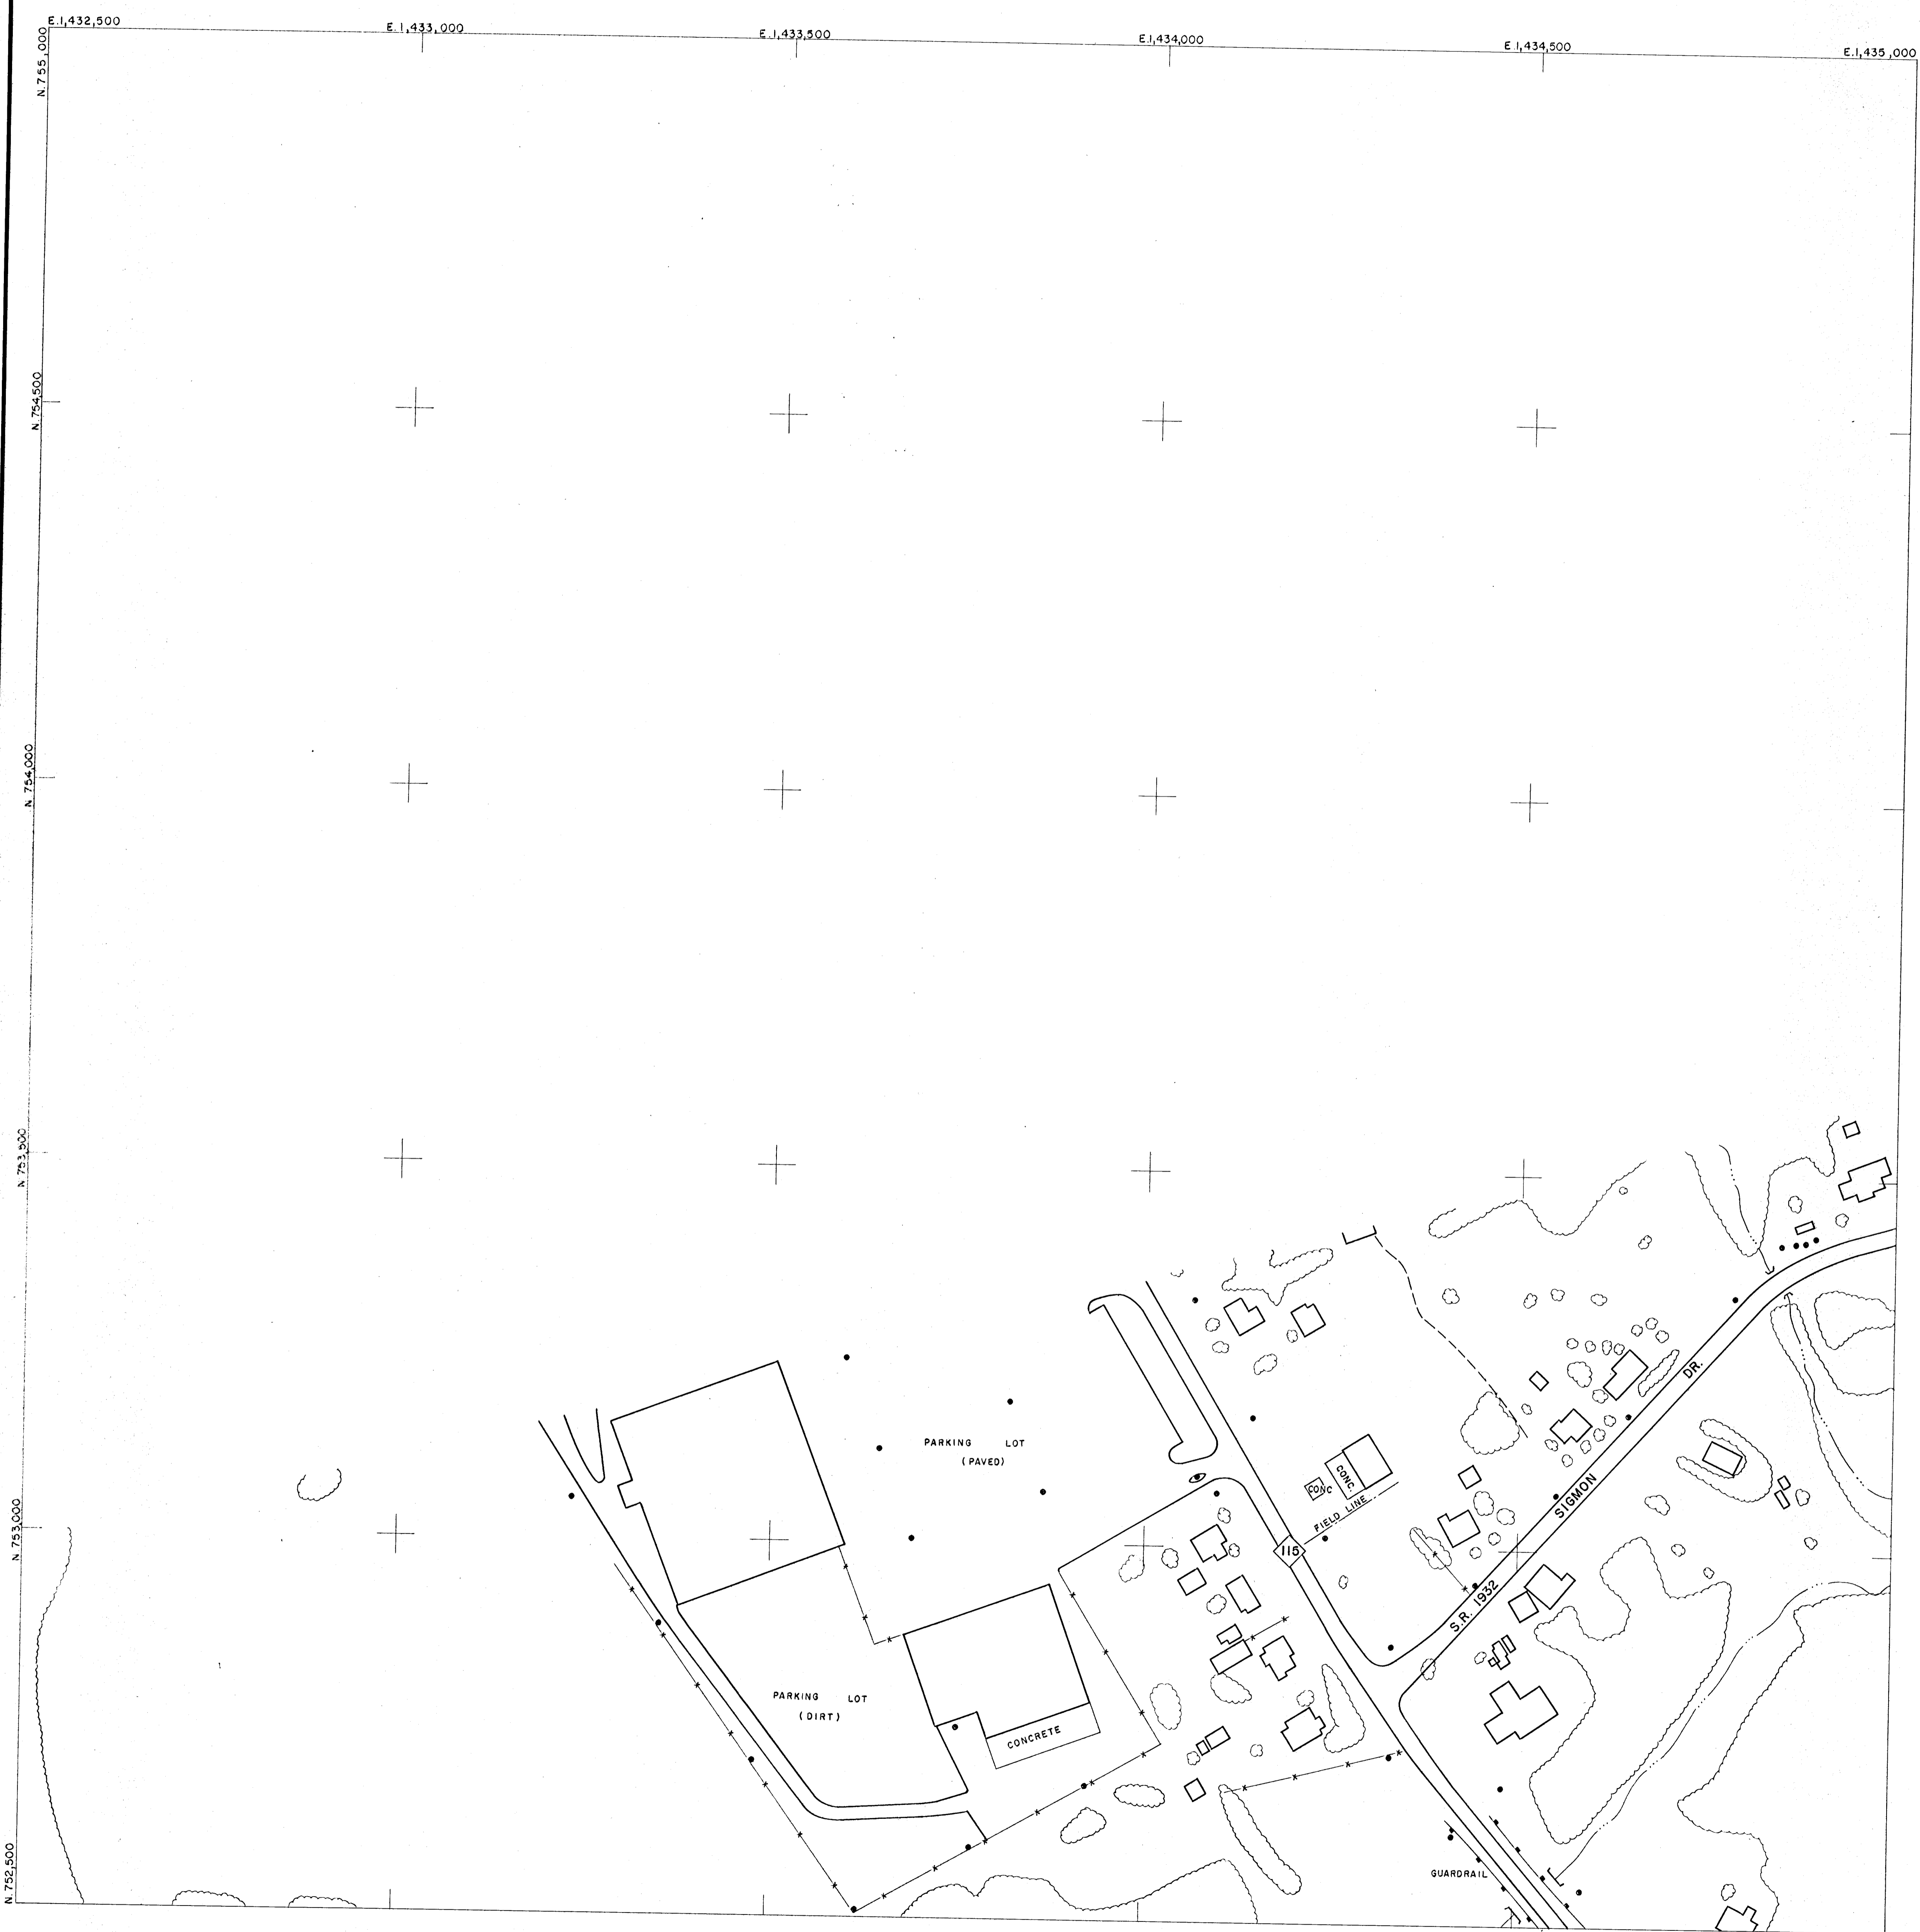 E.1,432,500
E.1,433,000
E.1,433,500
E.1,434,000
E.1,434,500
E.1,435,000
N.755,000
N.754,500
N.754,000
N.753,500
N.753,000
N.752,500
PARKING LOT
(PAVED)
CONC
CONC.
FIELD LINE
115
DR.
SIGMON
S.R. 1932
PARKING LOT
(DIRT)
CONCRETE
GUARDRAIL